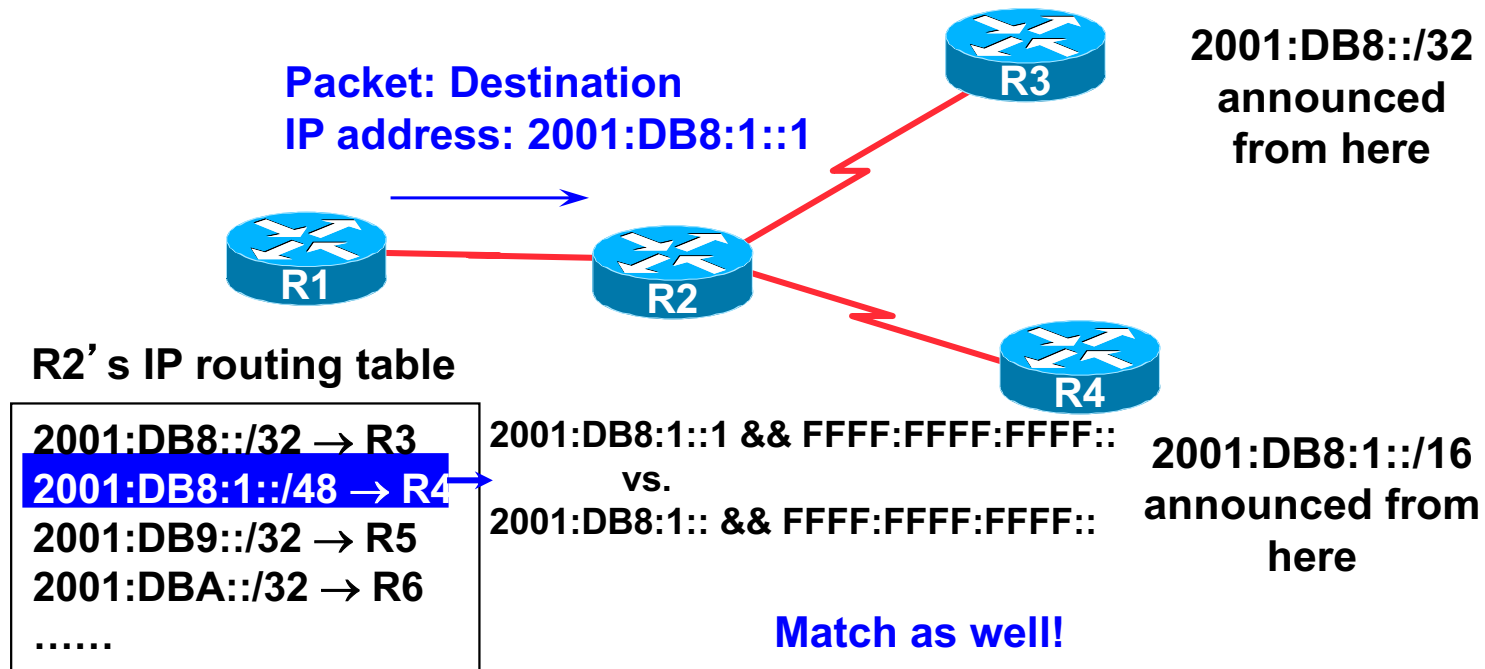 Packet: Destination
IP address: 2001:DB8:1::1
R3
2001:DB8::/32
announced
from here
R1
R2
R4
R2’s IP routing table
2001:DB8::/32 → R3
2001:DB8:1::/48 → R4
2001:DB9::/32 → R5
2001:DBA::/32 → R6
……
2001:DB8:1::1 && FFFF:FFFF:FFFF::
vs.
2001:DB8:1:: && FFFF:FFFF:FFFF::
Match as well!
2001:DB8:1::/16
announced from
here